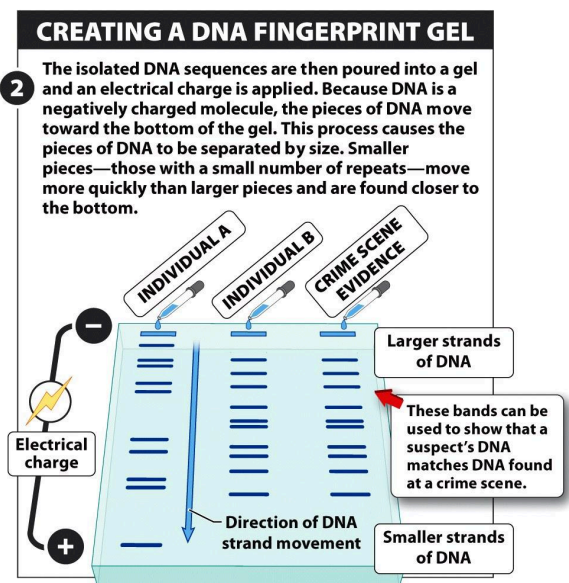 CREATING A DNA FINGERPRINT GEL
2
The isolated DNA sequences are then poured into a gel
and an electrical charge is applied. Because DNA is a
negatively charged molecule, the pieces of DNA move
toward the bottom of the gel. This process causes the
pieces of DNA to be separated by size. Smaller
pieces—those with a small number of repeats—move
more quickly than larger pieces and are found closer to
the bottom.
INDIVIDUAL A
INDIVIDUAL B
CRIME SCENE
EVIDENCE
−
Larger strands
of DNA
These bands can be
used to show that a
suspect's DNA
matches DNA found
at a crime scene.
Electrical
charge
+
Direction of DNA
strand movement
Smaller strands
of DNA